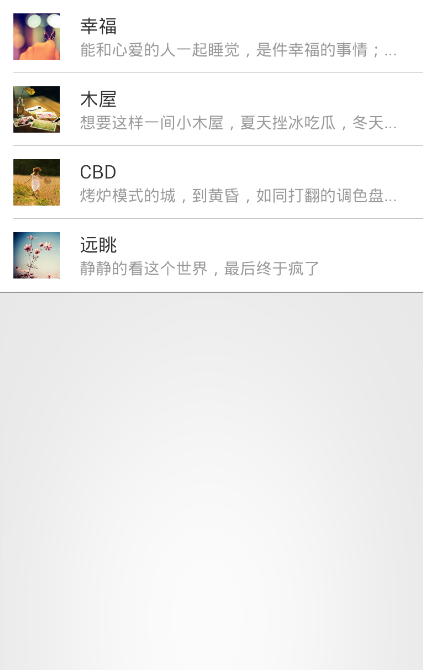 幸福
能和心爱的人一起睡觉，是件幸福的事情；...
木屋
想要这样一间小木屋，夏天挫冰吃瓜，冬天...
CBD
烤炉模式的城，到黄昏，如同打翻的调色盘...
远眺
静静的看这个世界，最后终于疯了